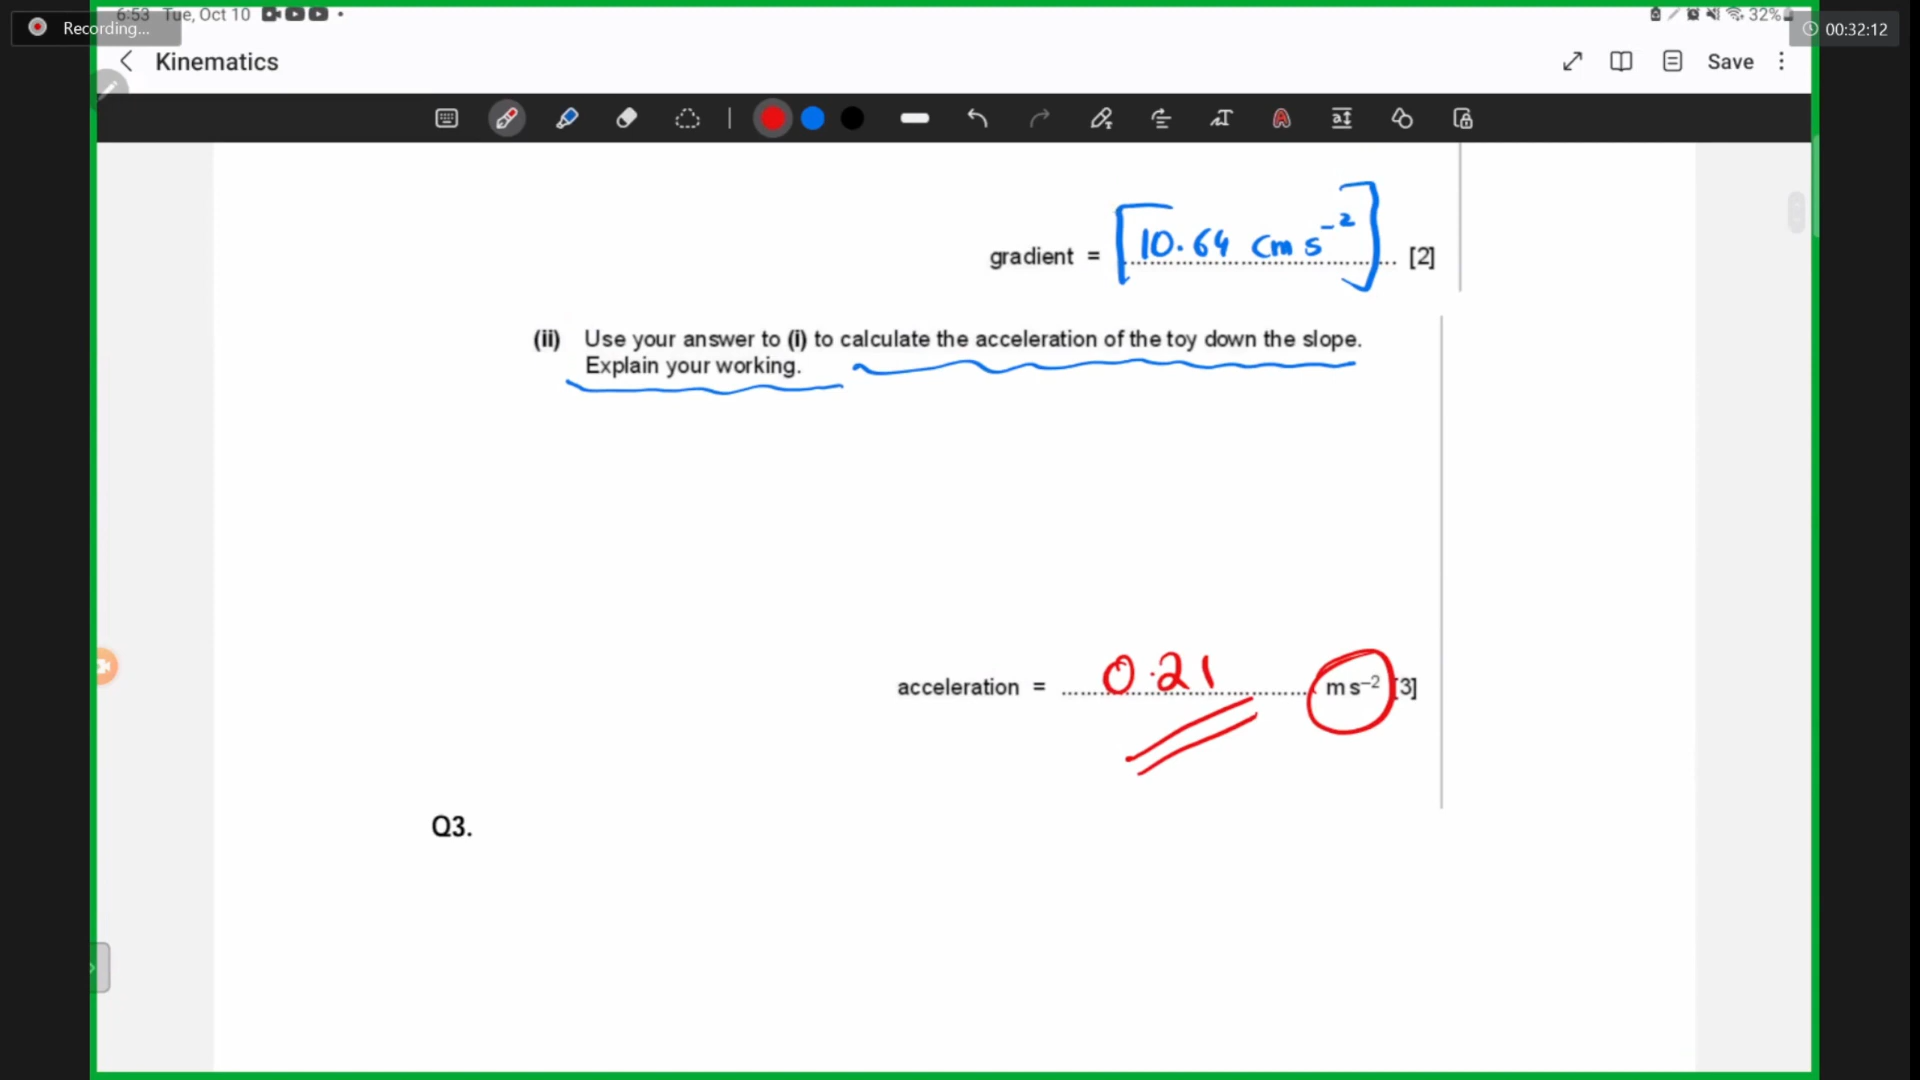 Recording...
6:53 Tue, Oct 10
32%
00:32:12
Kinematics
Save
gradient = 10.64 cm s⁻² [2]
(ii) Use your answer to (i) to calculate the acceleration of the toy down the slope.
Explain your working.
acceleration = 0.21 m s⁻² [3]
Q3.